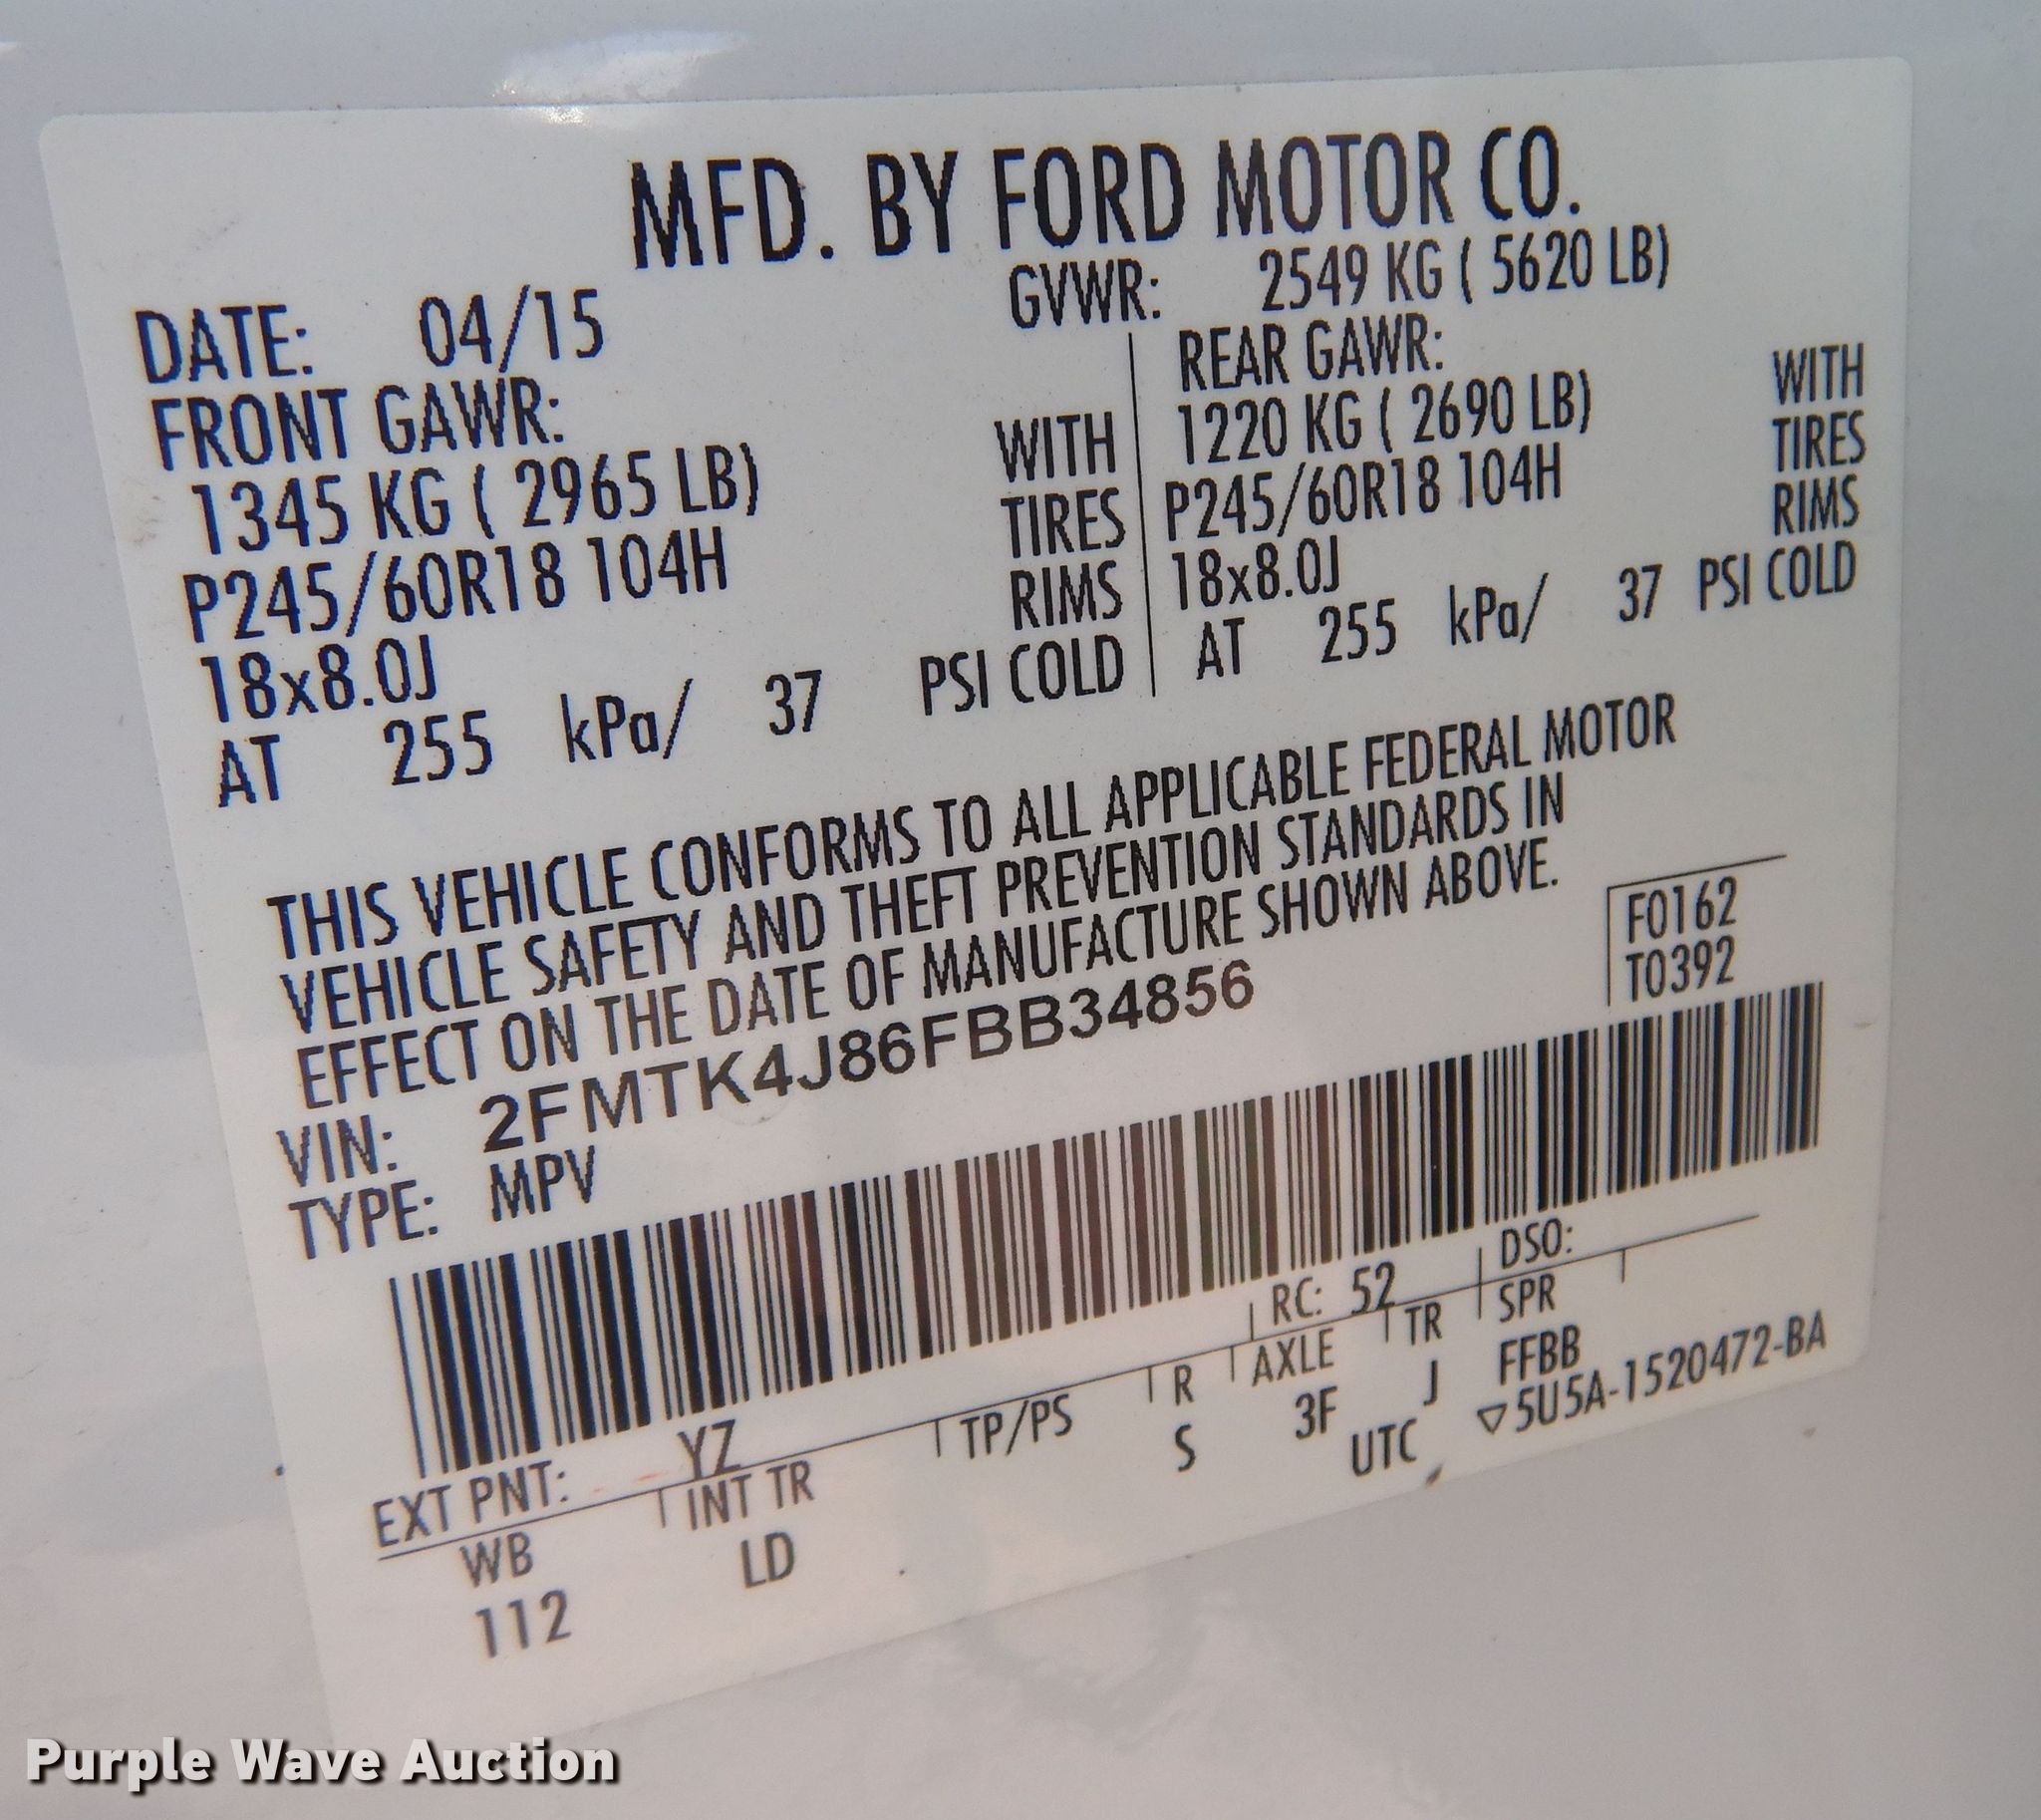 MFD. BY FORD MOTOR CO.
DATE: 04/15 GVWR: 2549 KG ( 5620 LB)
FRONT GAWR: REAR GAWR:
1345 KG ( 2965 LB) WITH 1220 KG ( 2690 LB) WITH
P245/60R18 104H TIRES P245/60R18 104H TIRES
18x8.0J RIMS 18x8.0J RIMS
AT 255 kPa/ 37 PSI COLD AT 255 kPa/ 37 PSI COLD
THIS VEHICLE CONFORMS TO ALL APPLICABLE FEDERAL MOTOR
VEHICLE SAFETY AND THEFT PREVENTION STANDARDS IN
EFFECT ON THE DATE OF MANUFACTURE SHOWN ABOVE.
F0162
T0392
VIN: 2FMTK4J86FBB34856
TYPE: MPV
EXT PNT: YZ RC: 52 DSO:
WB INT TR TP/PS R AXLE TR SPR
112 LD S 3F J FFBB
UTC ▽5U5A-1520472-BA
Purple Wave Auction